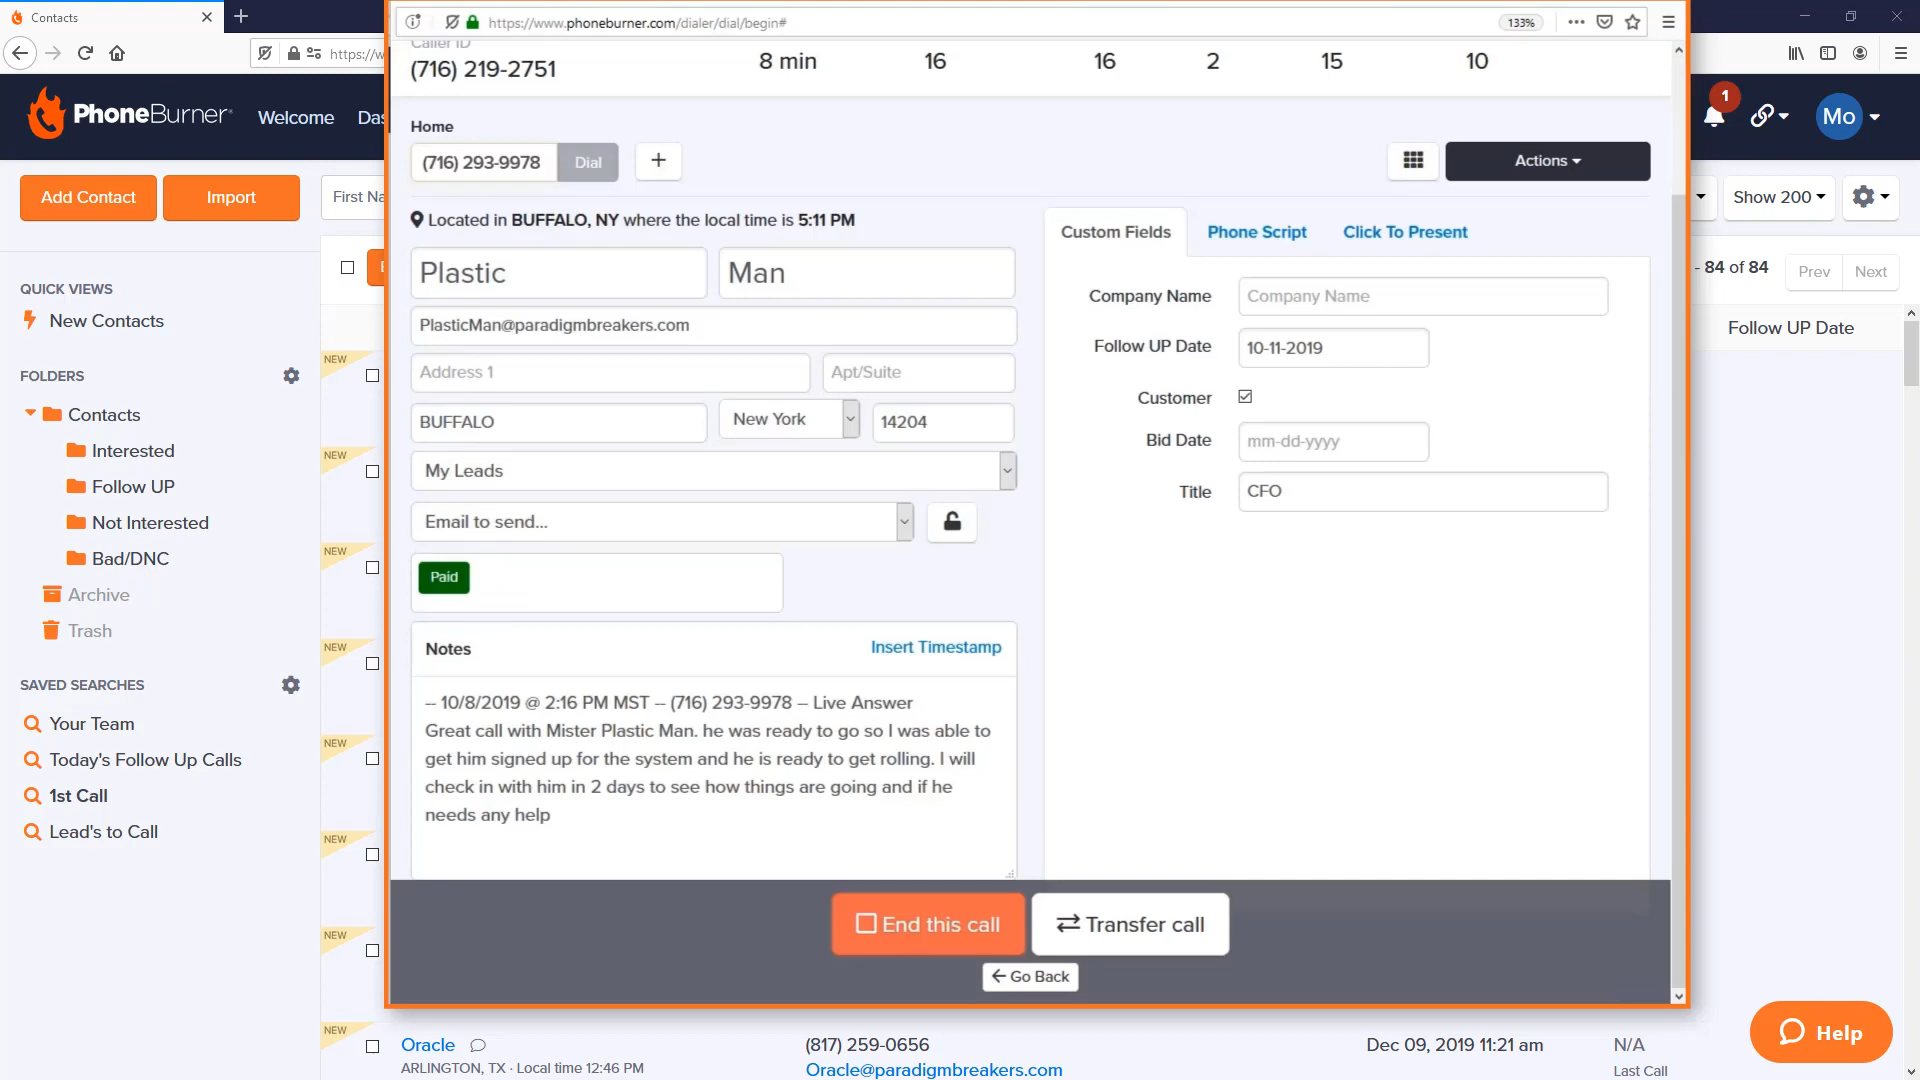 Contacts
https://www.phoneburner.com/dialer/dial/begin#
133%
https://w
Caller ID
(716) 219-2751
8 min
16
16
2
15
10
PhoneBurner
Welcome
Das
1
Mo
Home
(716) 293-9978
Dial
+
Actions
Add Contact
Import
First Na
Show 200
Located in BUFFALO, NY where the local time is 5:11 PM
Custom Fields
Phone Script
Click To Present
- 84 of 84
Prev
Next
Follow UP Date
QUICK VIEWS
New Contacts
FOLDERS
Contacts
Interested
Follow UP
Not Interested
Bad/DNC
Archive
Trash
SAVED SEARCHES
Your Team
Today's Follow Up Calls
1st Call
Lead's to Call
NEW
NEW
NEW
NEW
NEW
NEW
NEW
NEW
Plastic
Man
PlasticMan@paradigmbreakers.com
Address 1
Apt/Suite
BUFFALO
New York
14204
My Leads
Email to send...
Paid
Notes
Insert Timestamp
-- 10/8/2019 @ 2:16 PM MST -- (716) 293-9978 -- Live Answer
Great call with Mister Plastic Man. he was ready to go so I was able to
get him signed up for the system and he is ready to get rolling. I will
check in with him in 2 days to see how things are going and if he
needs any help
Company Name
Company Name
Follow UP Date
10-11-2019
Customer
Bid Date
mm-dd-yyyy
Title
CFO
End this call
Transfer call
Go Back
Oracle
(817) 259-0656
Dec 09, 2019 11:21 am
N/A
ARLINGTON, TX · Local time 12:46 PM
Oracle@paradigmbreakers.com
Last Call
Help